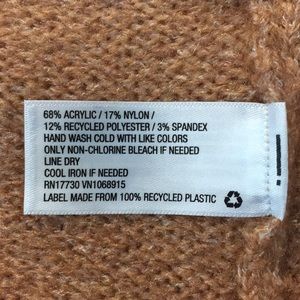 68% ACRYLIC / 17% NYLON /
12% RECYCLED POLYESTER / 3% SPANDEX
HAND WASH COLD WITH LIKE COLORS
ONLY NON-CHLORINE BLEACH IF NEEDED
LINE DRY
COOL IRON IF NEEDED
RN17730 VN1068915
LABEL MADE FROM 100% RECYCLED PLASTIC